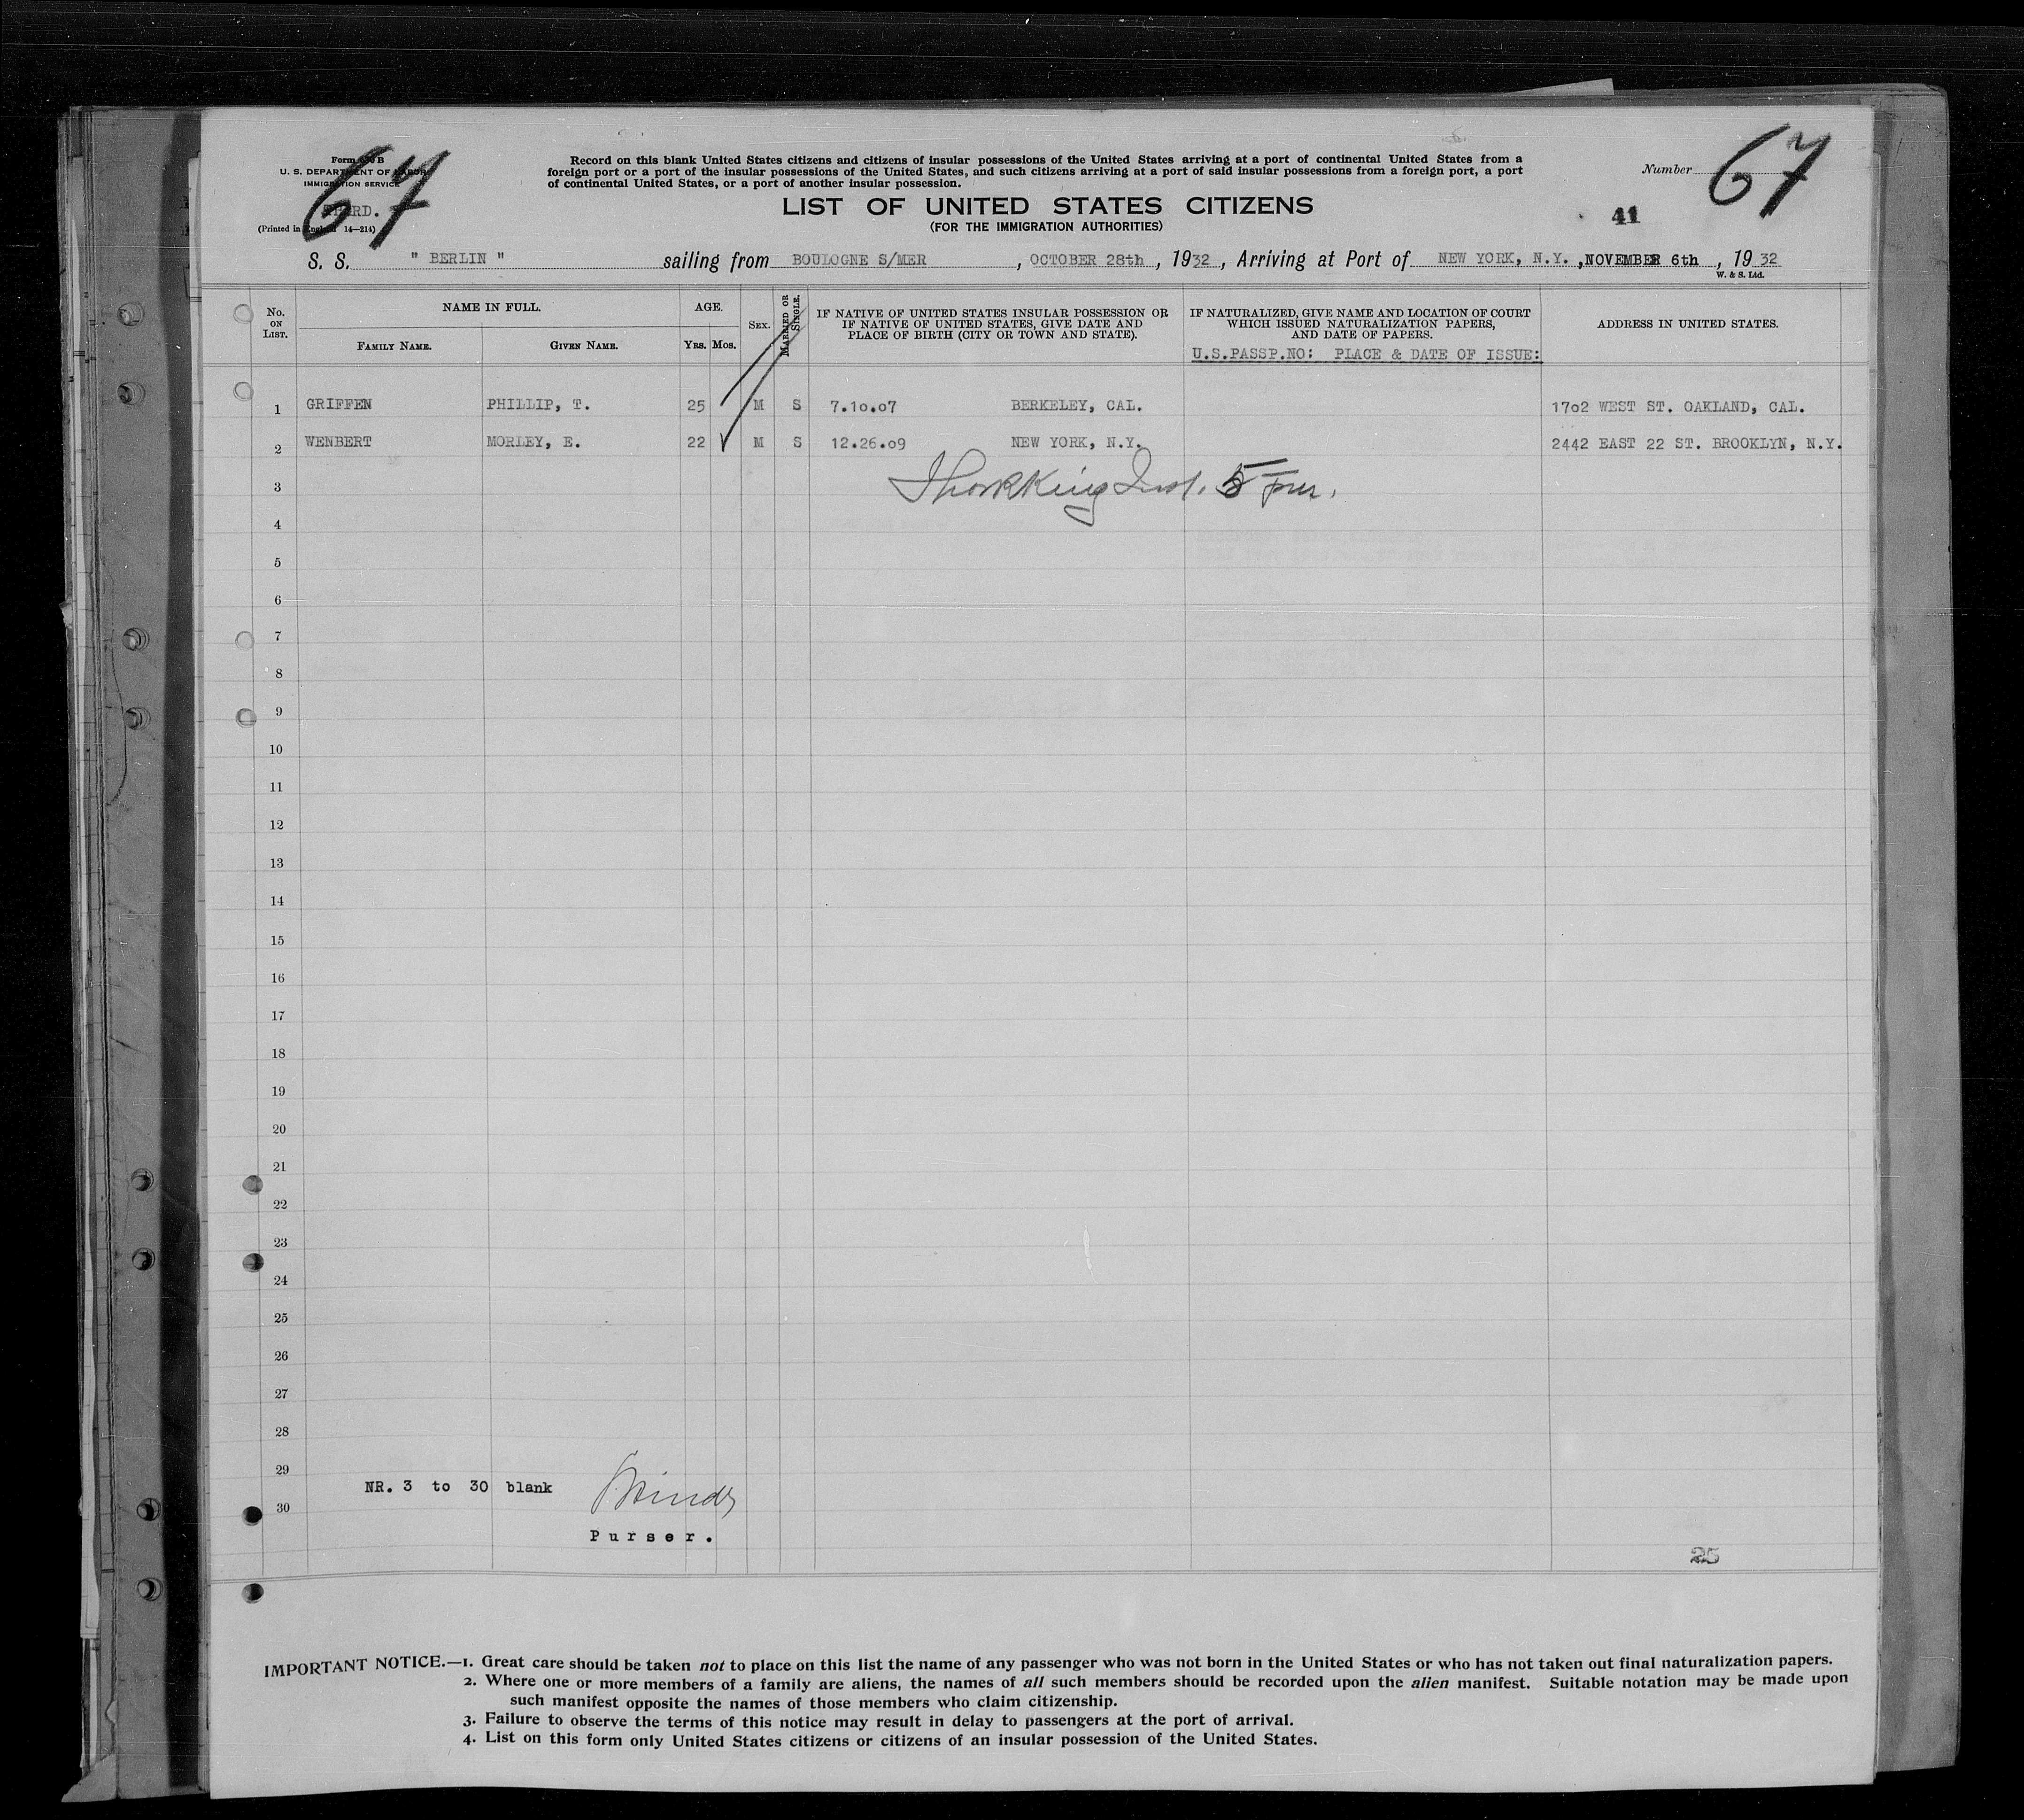 Form 630 B
U. S. DEPARTMENT OF LABOR
IMMIGRATION SERVICE
THIRD.
(Printed in England 14—214)
67
Record on this blank United States citizens and citizens of insular possessions of the United States arriving at a port of continental United States from a
foreign port or a port of the insular possessions of the United States, and such citizens arriving at a port of said insular possessions from a foreign port, a port
of continental United States, or a port of another insular possession.
Number 67
LIST OF UNITED STATES CITIZENS
(FOR THE IMMIGRATION AUTHORITIES)
41
S. S. " BERLIN " sailing from BOULOGNE S/MER , OCTOBER 28th , 1932 , Arriving at Port of NEW YORK, N.Y. , NOVEMBER 6th , 1932
W. & S. Ltd.
No. ON LIST.
NAME IN FULL.
FAMILY NAME. GIVEN NAME.
AGE.
YRS. MOS.
SEX.
MARRIED OR SINGLE.
IF NATIVE OF UNITED STATES INSULAR POSSESSION OR
IF NATIVE OF UNITED STATES, GIVE DATE AND
PLACE OF BIRTH (CITY OR TOWN AND STATE).
IF NATURALIZED, GIVE NAME AND LOCATION OF COURT
WHICH ISSUED NATURALIZATION PAPERS,
AND DATE OF PAPERS.
U.S.PASSP.NO: PLACE & DATE OF ISSUE:
ADDRESS IN UNITED STATES.
1 GRIFFEN PHILLIP, T. 25 M S 7.10.07 BERKELEY, CAL. 1702 WEST ST. OAKLAND, CAL.
2 WENBERT MORLEY, E. 22 M S 12.26.09 NEW YORK, N.Y. 2442 EAST 22 ST. BROOKLYN, N.Y.
3
4
5
6
7
8
9
10
11
12
13
14
15
16
17
18
19
20
21
22
23
24
25
26
27
28
29
NR. 3 to 30 blank
30
Purser.
25
IMPORTANT NOTICE.—1. Great care should be taken not to place on this list the name of any passenger who was not born in the United States or who has not taken out final naturalization papers.
2. Where one or more members of a family are aliens, the names of all such members should be recorded upon the alien manifest. Suitable notation may be made upon
such manifest opposite the names of those members who claim citizenship.
3. Failure to observe the terms of this notice may result in delay to passengers at the port of arrival.
4. List on this form only United States citizens or citizens of an insular possession of the United States.